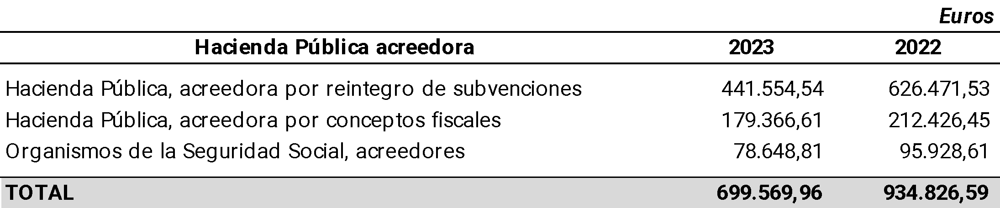 Euros
Hacienda Pública acreedora 2023 2022
Hacienda Pública, acreedora por reintegro de subvenciones 441.554,54 626.471,53
Hacienda Pública, acreedora por conceptos fiscales 179.366,61 212.426,45
Organismos de la Seguridad Social, acreedores 78.648,81 95.928,61
TOTAL 699.569,96 934.826,59